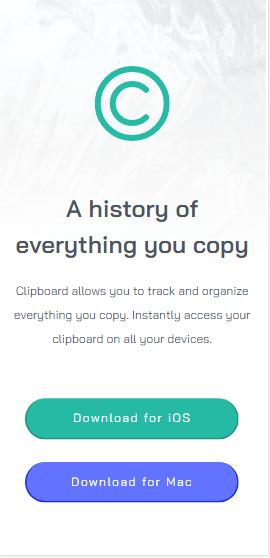 ©
A history of
everything you copy
Clipboard allows you to track and organize
everything you copy. Instantly access your
clipboard on all your devices.
Download for iOS
Download for Mac